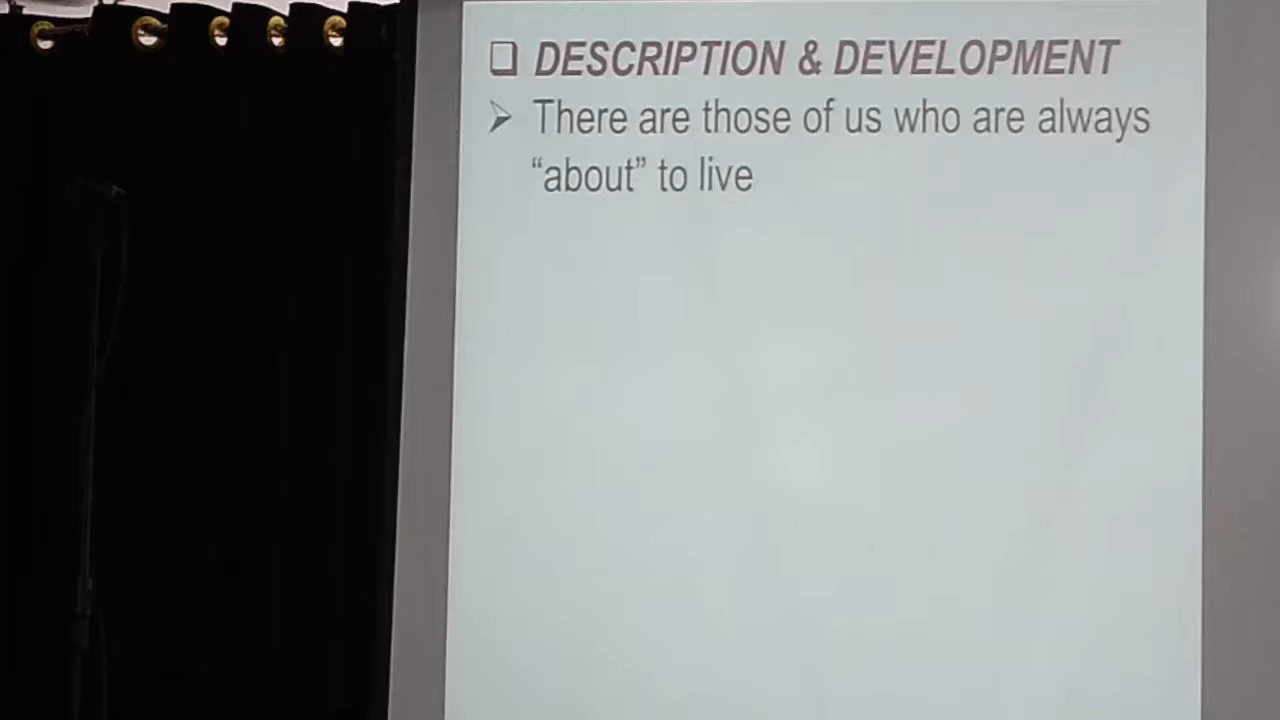 ❑ DESCRIPTION & DEVELOPMENT
➢ There are those of us who are always
“about” to live